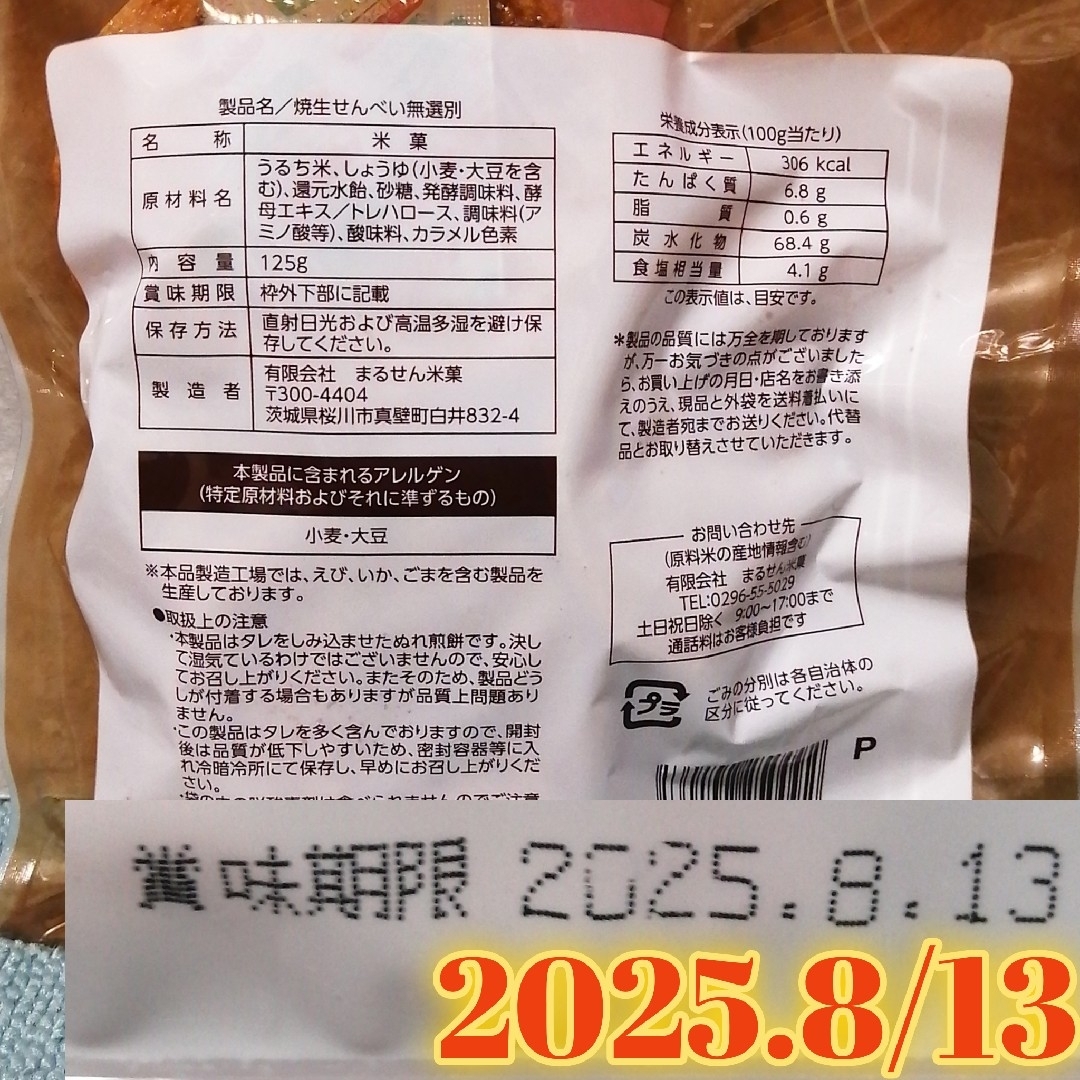 製品名／焼生せんべい無選別
名称 米菓
原材料名 うるち米、しょうゆ(小麦・大豆を含
む)、還元水飴、砂糖、発酵調味料、酵
母エキス／トレハロース、調味料(ア
ミノ酸等)、酸味料、カラメル色素
内容量 125g
賞味期限 枠外下部に記載
保存方法 直射日光および高温多湿を避け保
存してください。
製造者 有限会社 まるせん米菓
〒300-4404
茨城県桜川市真壁町白井832-4
本製品に含まれるアレルゲン
(特定原材料およびそれに準ずるもの)
小麦・大豆
※本品製造工場では、えび、いか、ごまを含む製品を
生産しております。
●取扱上の注意
・本製品はタレをしみ込ませたぬれ煎餅です。決し
て湿気ているわけではございませんので、安心し
てお召し上がりください。またそのため、製品どう
しが付着する場合もありますが品質上問題あり
ません。
・この製品はタレを多く含んでおりますので、開封
後は品質が低下しやすいため、密封容器等に入
れ冷暗冷所にて保存し、早めにお召し上がりくだ
さい。
・袋の中の脱酸素剤は食べられませんのでご注意
栄養成分表示(100g当たり)
エネルギー 306 kcal
たんぱく質 6.8 g
脂質 0.6 g
炭水化物 68.4 g
食塩相当量 4.1 g
この表示値は、目安です。
＊製品の品質には万全を期しております
が、万一お気づきの点がございました
ら、お買い上げの月日・店名をお書き添
えのうえ、現品と外袋を送料着払いに
て、製造者宛までお送りください。代替
品とお取り替えさせていただきます。
お問い合わせ先
(原料米の産地情報含む)
有限会社 まるせん米菓
TEL:0296-55-5029
土日祝日除く 9:00～17:00まで
通話料はお客様負担です
プラ
ごみの分別は各自治体の
区分に従ってください。
P
賞味期限 2025.8.13
2025.8/13